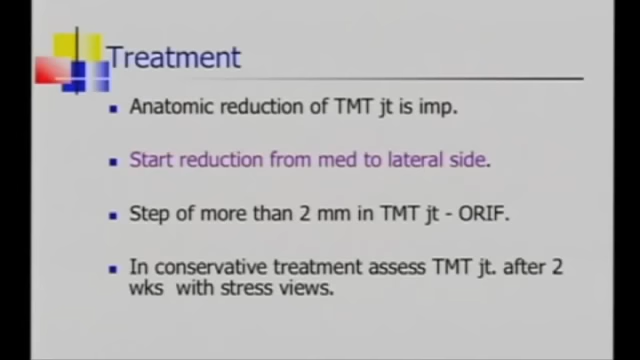 Treatment
Anatomic reduction of TMT jt is imp.
Start reduction from med to lateral side.
Step of more than 2 mm in TMT jt - ORIF.
In conservative treatment assess TMT jt. after 2
wks with stress views.